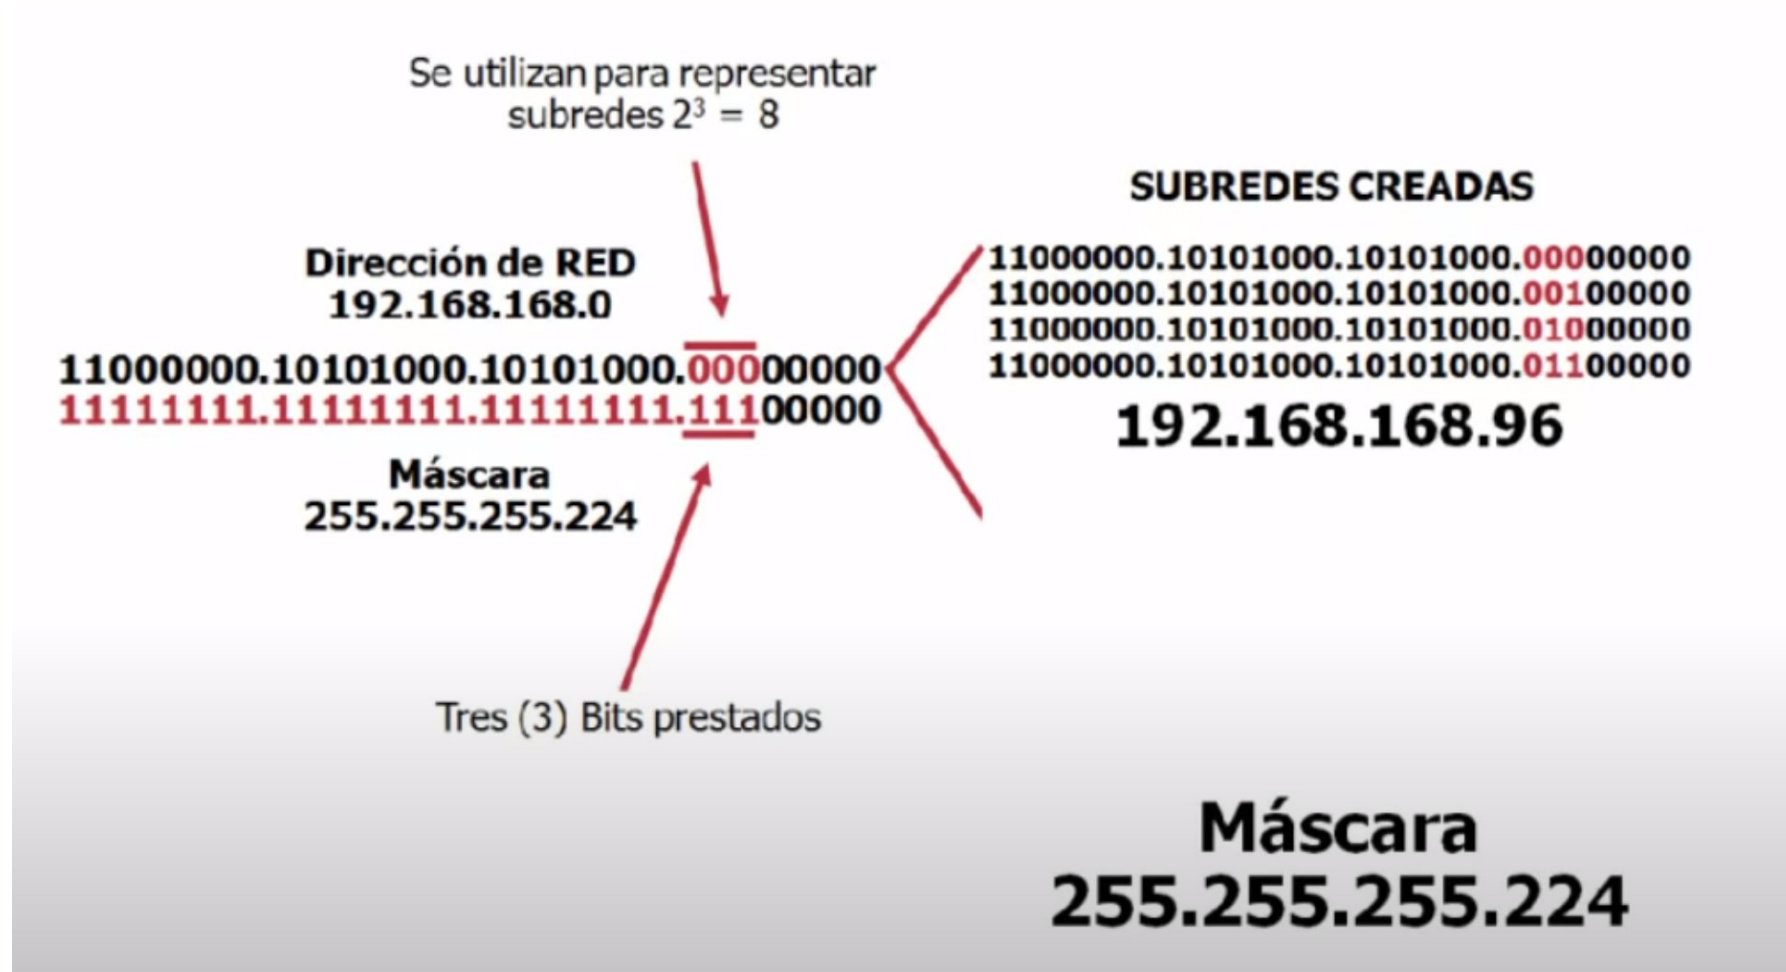 Se utilizan para representar
subredes 2³ = 8
Dirección de RED
192.168.168.0
11000000.10101000.10101000.00000000
11111111.11111111.11111111.11100000
Máscara
255.255.255.224
Tres (3) Bits prestados
SUBREDES CREADAS
11000000.10101000.10101000.00000000
11000000.10101000.10101000.00100000
11000000.10101000.10101000.01000000
11000000.10101000.10101000.01100000
192.168.168.96
Máscara
255.255.255.224